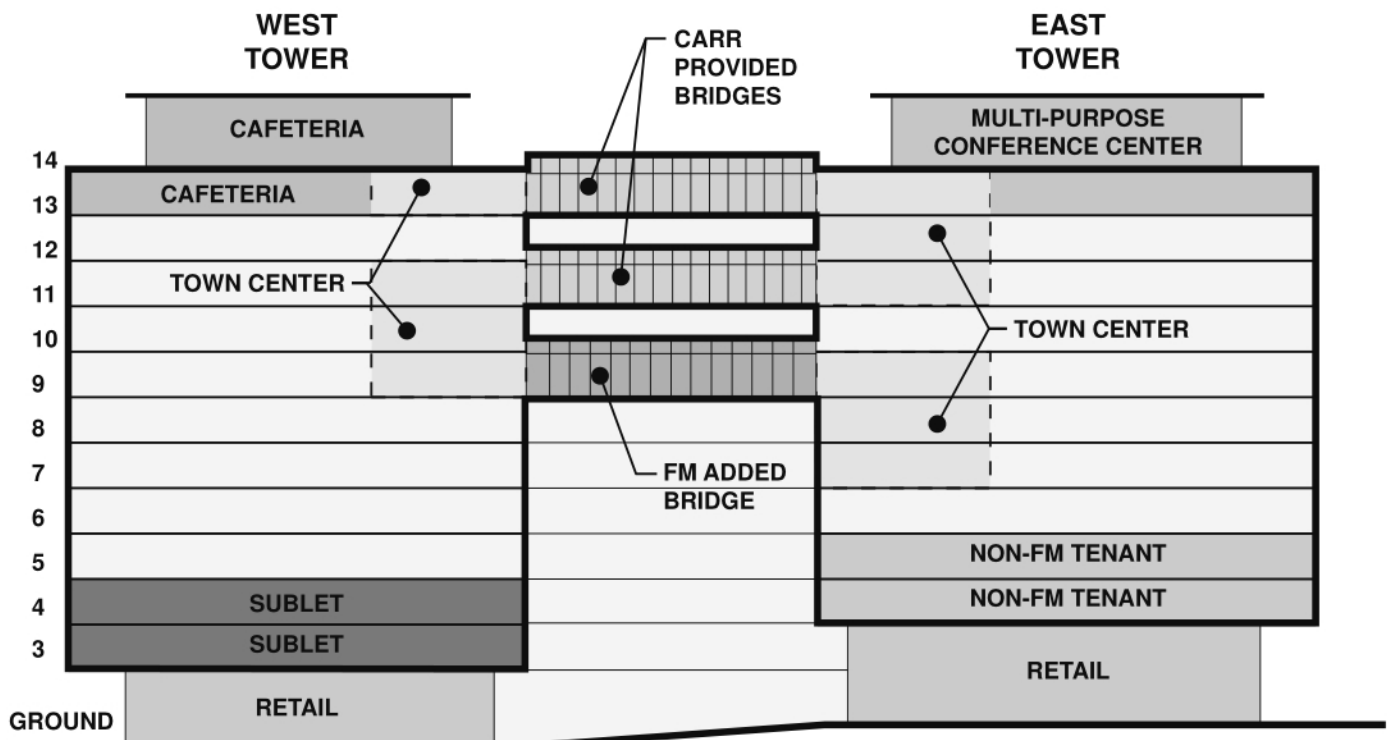 WEST
TOWER
EAST
TOWER
CARR
PROVIDED
BRIDGES
CAFETERIA
MULTI-PURPOSE
CONFERENCE CENTER
14
CAFETERIA
13
12
TOWN CENTER
11
TOWN CENTER
10
9
8
FM ADDED
BRIDGE
7
6
5
NON-FM TENANT
4
SUBLET
NON-FM TENANT
3
SUBLET
RETAIL
RETAIL
GROUND